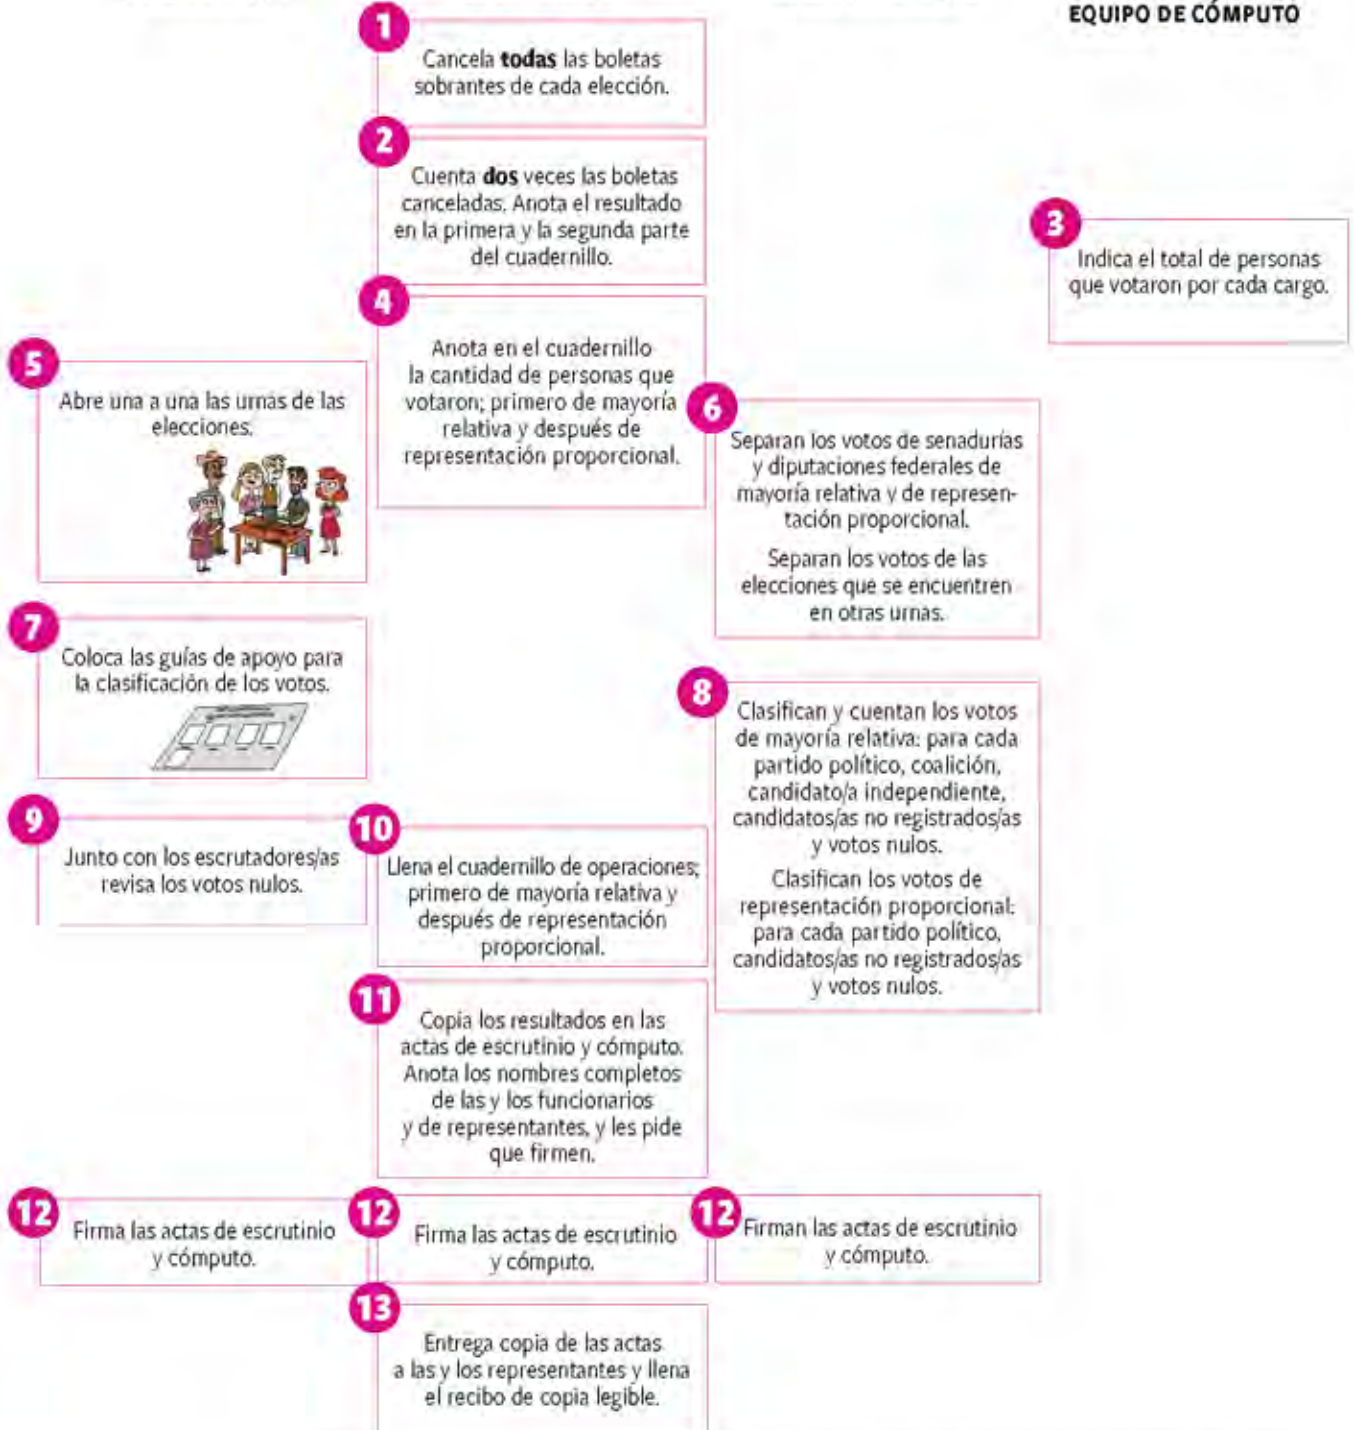 EQUIPO DE CÓMPUTO
1
Cancela todas las boletas
sobrantes de cada elección.
2
Cuenta dos veces las boletas
canceladas. Anota el resultado
en la primera y la segunda parte
del cuadernillo.
3
Indica el total de personas
que votaron por cada cargo.
4
Anota en el cuadernillo
la cantidad de personas que
votaron; primero de mayoría
relativa y después de
representación proporcional.
5
Abre una a una las urnas de las
elecciones.
6
Separan los votos de senadurías
y diputaciones federales de
mayoría relativa y de represen-
tación proporcional.
Separan los votos de las
elecciones que se encuentren
en otras urnas.
7
Coloca las guías de apoyo para
la clasificación de los votos.
8
Clasifican y cuentan los votos
de mayoría relativa: para cada
partido político, coalición,
candidato/a independiente,
candidatos/as no registrados/as
y votos nulos.
Clasifican los votos de
representación proporcional:
para cada partido político,
candidatos/as no registrados/as
y votos nulos.
9
Junto con los escrutadores/as
revisa los votos nulos.
10
Llena el cuadernillo de operaciones;
primero de mayoría relativa y
después de representación
proporcional.
11
Copia los resultados en las
actas de escrutinio y cómputo.
Anota los nombres completos
de las y los funcionarios
y de representantes, y les pide
que firmen.
12
Firma las actas de escrutinio
y cómputo.
12
Firma las actas de escrutinio
y cómputo.
12
Firman las actas de escrutinio
y cómputo.
13
Entrega copia de las actas
a las y los representantes y llena
el recibo de copia legible.